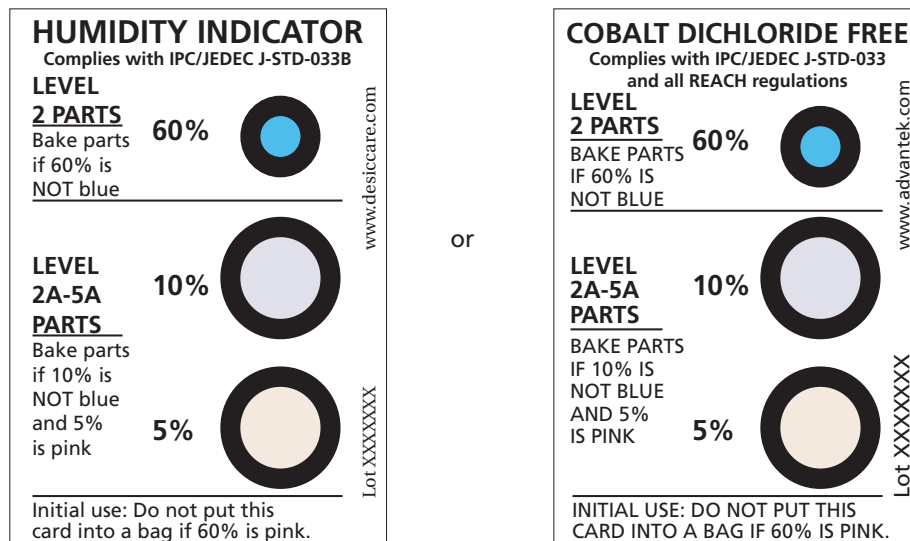 HUMIDITY INDICATOR
Complies with IPC/JEDEC J-STD-033B
LEVEL
2 PARTS
Bake parts
if 60% is
NOT blue
60%
LEVEL
2A-5A
PARTS
Bake parts
if 10% is
NOT blue
and 5%
is pink
10%
5%
Initial use: Do not put this
card into a bag if 60% is pink.
www.desiccare.com
Lot XXXXXXX
or
COBALT DICHLORIDE FREE
Complies with IPC/JEDEC J-STD-033
and all REACH regulations
LEVEL
2 PARTS
BAKE PARTS
IF 60% IS
NOT BLUE
60%
LEVEL
2A-5A
PARTS
BAKE PARTS
IF 10% IS
NOT BLUE
AND 5%
IS PINK
10%
5%
INITIAL USE: DO NOT PUT THIS
CARD INTO A BAG IF 60% IS PINK.
www.advantek.com
Lot XXXXXXX